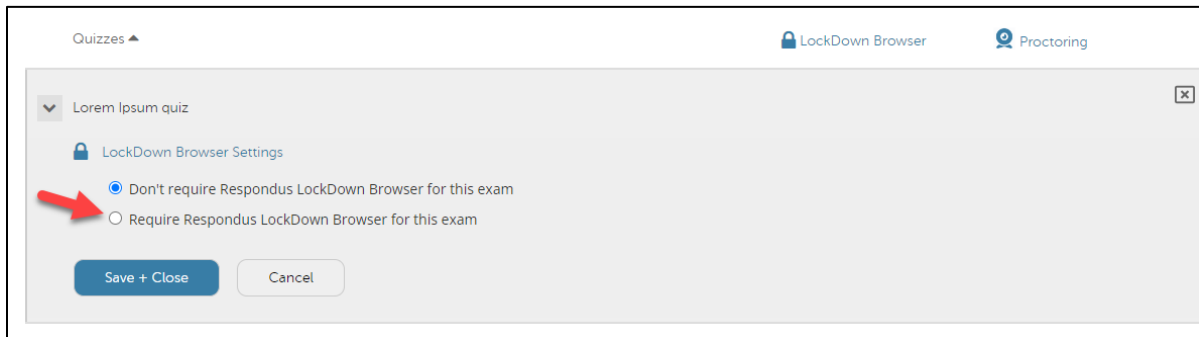 Quizzes LockDown Browser Proctoring
Lorem Ipsum quiz
LockDown Browser Settings
Don't require Respondus LockDown Browser for this exam
Require Respondus LockDown Browser for this exam
Save + Close Cancel